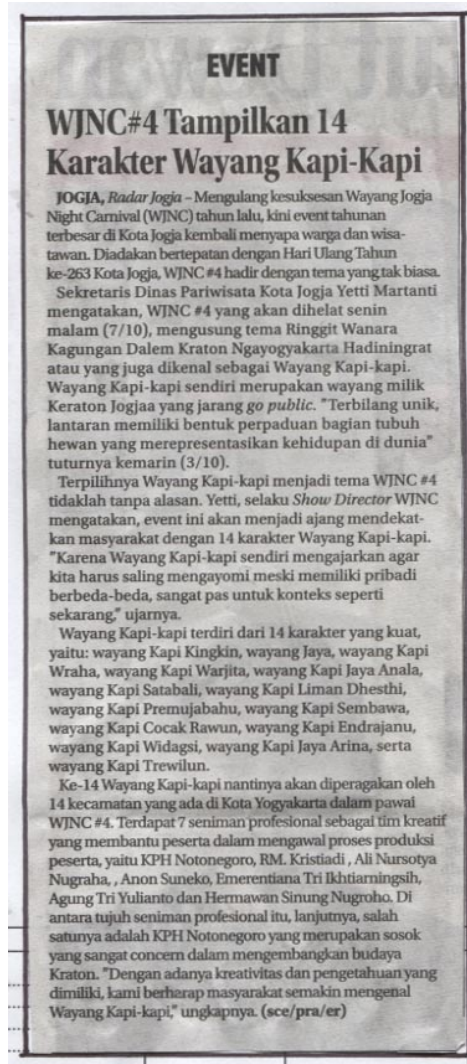 EVENT
WJNC#4 Tampilkan 14
Karakter Wayang Kapi-Kapi
JOGJA, Radar Jogja – Mengulang kesuksesan Wayang Jogja
Night Carnival (WJNC) tahun lalu, kini event tahunan
terbesar di Kota Jogja kembali menyapa warga dan wisa-
tawan. Diadakan bertepatan dengan Hari Ulang Tahun
ke-263 Kota Jogja, WJNC #4 hadir dengan tema yang tak biasa.
Sekretaris Dinas Pariwisata Kota Jogja Yetti Martanti
mengatakan, WJNC #4 yang akan dihelat senin
malam (7/10), mengusung tema Ringgit Wanara
Kagungan Dalem Kraton Ngayogyakarta Hadiningrat
atau yang juga dikenal sebagai Wayang Kapi-kapi.
Wayang Kapi-kapi sendiri merupakan wayang milik
Keraton Jogjaa yang jarang go public. "Terbilang unik,
lantaran memiliki bentuk perpaduan bagian tubuh
hewan yang merepresentasikan kehidupan di dunia"
tuturnya kemarin (3/10).
Terpilihnya Wayang Kapi-kapi menjadi tema WJNC #4
tidaklah tanpa alasan. Yetti, selaku Show Director WJNC
mengatakan, event ini akan menjadi ajang mendekat-
kan masyarakat dengan 14 karakter Wayang Kapi-kapi.
"Karena Wayang Kapi-kapi sendiri mengajarkan agar
kita harus saling mengayomi meski memiliki pribadi
berbeda-beda, sangat pas untuk konteks seperti
sekarang," ujarnya.
Wayang Kapi-kapi terdiri dari 14 karakter yang kuat,
yaitu: wayang Kapi Kingkin, wayang Jaya, wayang Kapi
Wraha, wayang Kapi Warjita, wayang Kapi Jaya Anala,
wayang Kapi Satabali, wayang Kapi Liman Dhesthi,
wayang Kapi Premujabahu, wayang Kapi Sembawa,
wayang Kapi Cocak Rawun, wayang Kapi Endrajanu,
wayang Kapi Widagsi, wayang Kapi Jaya Arina, serta
wayang Kapi Trewilun.
Ke-14 Wayang Kapi-kapi nantinya akan diperagakan oleh
14 kecamatan yang ada di Kota Yogyakarta dalam pawai
WJNC #4. Terdapat 7 seniman profesional sebagai tim kreatif
yang membantu peserta dalam mengawal proses produksi
peserta, yaitu KPH Notonegoro, RM. Kristiadi , Ali Nursotya
Nugraha, , Anon Suneko, Emerentiana Tri Ikhtiarningsih,
Agung Tri Yulianto dan Hermawan Sinung Nugroho. Di
antara tujuh seniman profesional itu, lanjutnya, salah
satunya adalah KPH Notonegoro yang merupakan sosok
yang sangat concern dalam mengembangkan budaya
Kraton. "Dengan adanya kreativitas dan pengetahuan yang
dimiliki, kami berharap masyarakat semakin mengenal
Wayang Kapi-kapi," ungkapnya. (sce/pra/er)